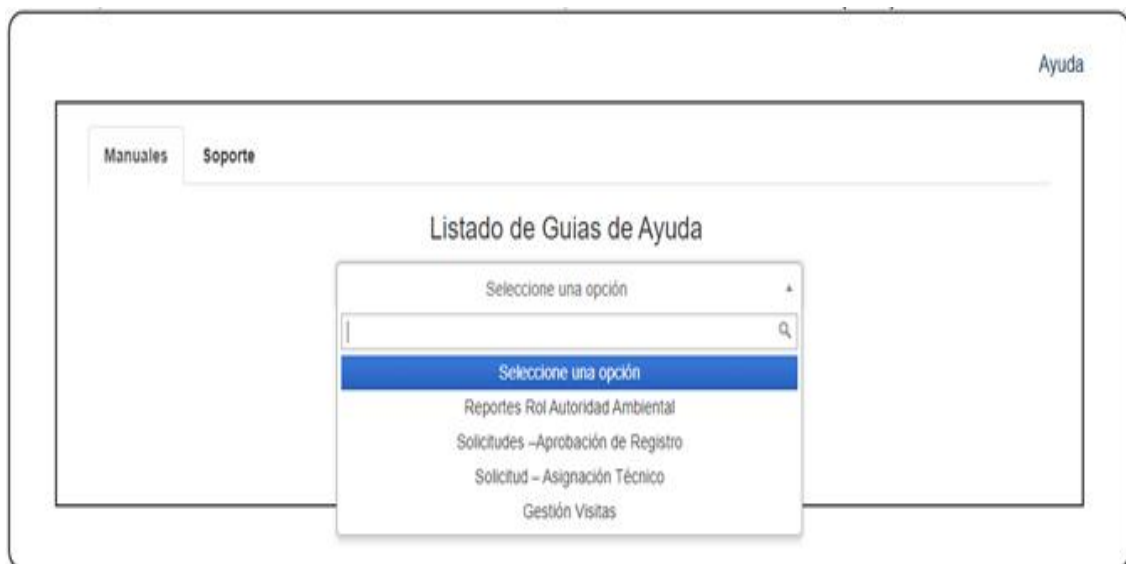 Ayuda
Manuales Soporte
Listado de Guias de Ayuda
Seleccione una opción
Seleccione una opción
Reportes Rol Autoridad Ambiental
Solicitudes –Aprobación de Registro
Solicitud – Asignación Técnico
Gestión Visitas